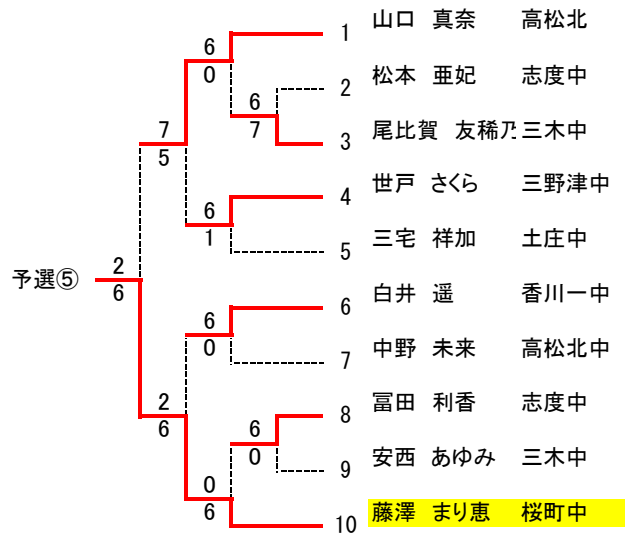 1 山口 真奈 高松北
6
0
2 松本 亜妃 志度中
6
7
3 尾比賀 友稀乃 三木中
7
5
4 世戸 さくら 三野津中
6
1
5 三宅 祥加 土庄中
予選⑤
2
6
6 白井 遥 香川一中
6
0
7 中野 未来 高松北中
2
6
8 冨田 利香 志度中
6
0
9 安西 あゆみ 三木中
0
6
10 藤澤 まり恵 桜町中